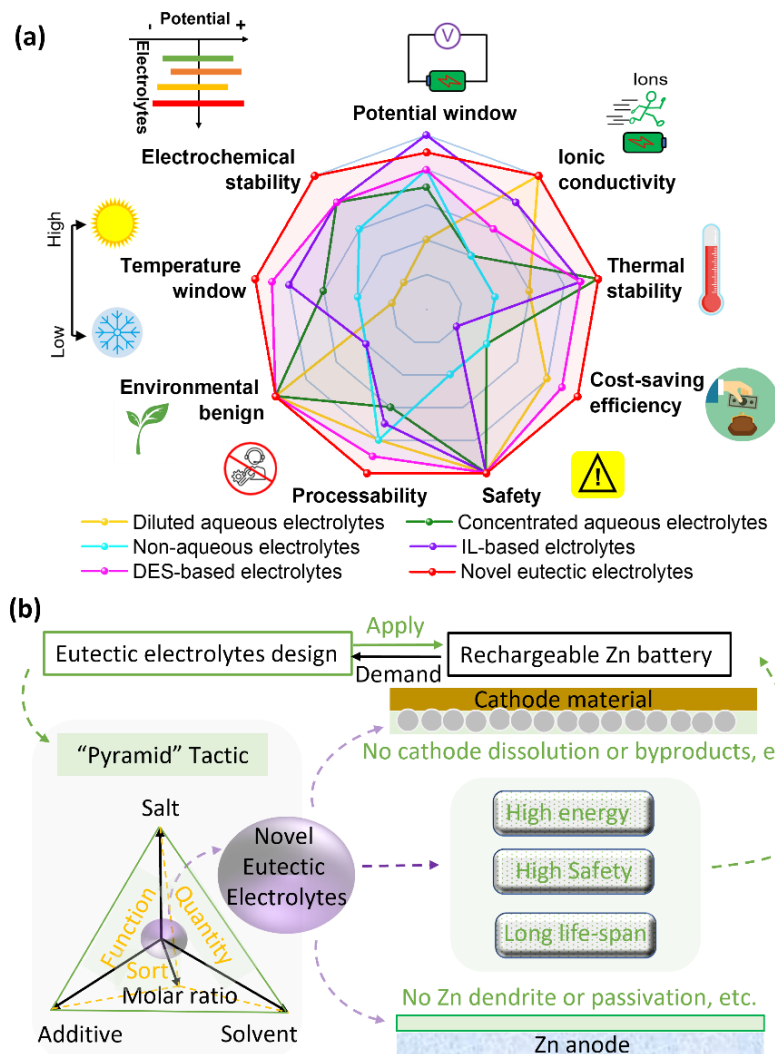 (a)
- Potential +
Electrolytes
V
Ions
Potential window
Electrochemical
stability
Ionic
conductivity
High
Low
Temperature
window
Thermal
stability
Environmental
benign
Cost-saving
efficiency
Processability
Safety
!
Diluted aqueous electrolytes
Concentrated aqueous electrolytes
Non-aqueous electrolytes
IL-based elctrolytes
DES-based electrolytes
Novel eutectic electrolytes
(b)
Eutectic electrolytes design
Apply
Demand
Rechargeable Zn battery
Cathode material
No cathode dissolution or byproducts, e
“Pyramid” Tactic
Salt
Function
Quantity
Sort
Molar ratio
Additive
Solvent
Novel
Eutectic
Electrolytes
High energy
High Safety
Long life-span
No Zn dendrite or passivation, etc.
Zn anode